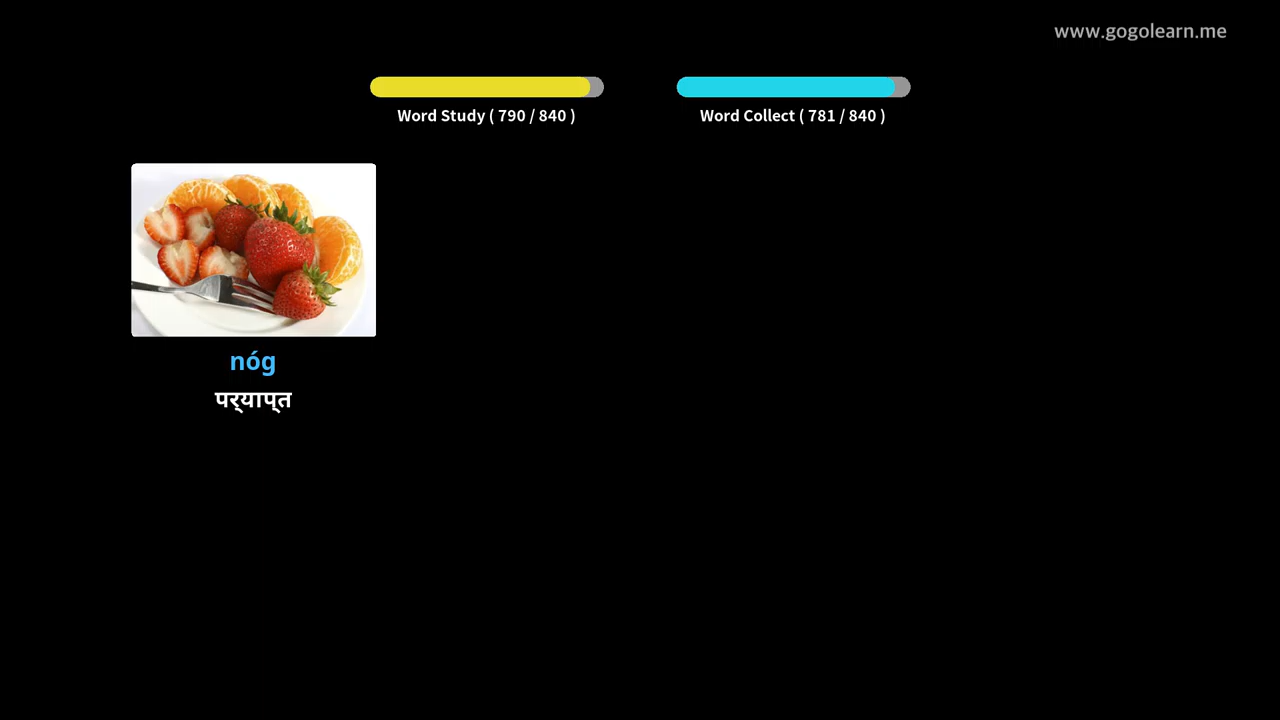 www.gogolearn.me
Word Study ( 790 / 840 )
Word Collect ( 781 / 840 )
nóg
पर्‍याप्त